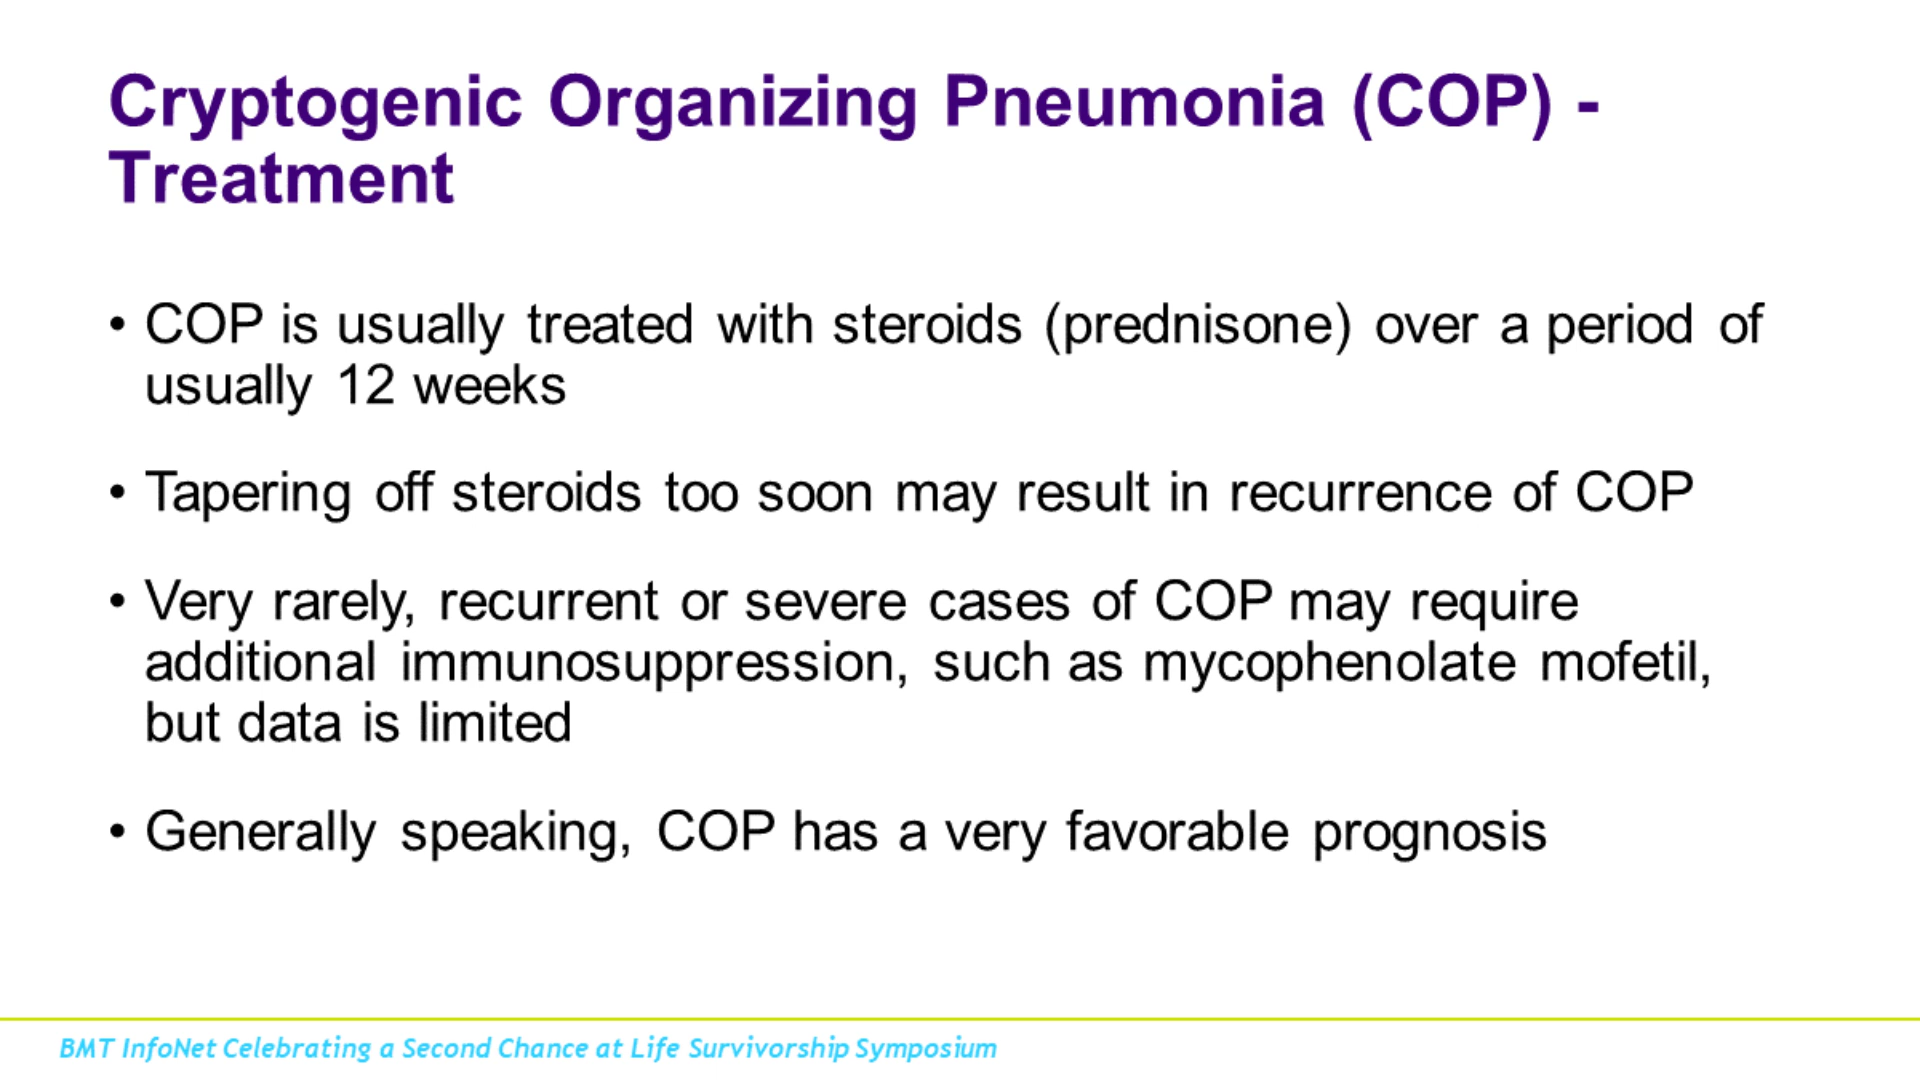 Cryptogenic Organizing Pneumonia (COP) -
Treatment
• COP is usually treated with steroids (prednisone) over a period of
usually 12 weeks
• Tapering off steroids too soon may result in recurrence of COP
• Very rarely, recurrent or severe cases of COP may require
additional immunosuppression, such as mycophenolate mofetil,
but data is limited
• Generally speaking, COP has a very favorable prognosis
BMT InfoNet Celebrating a Second Chance at Life Survivorship Symposium